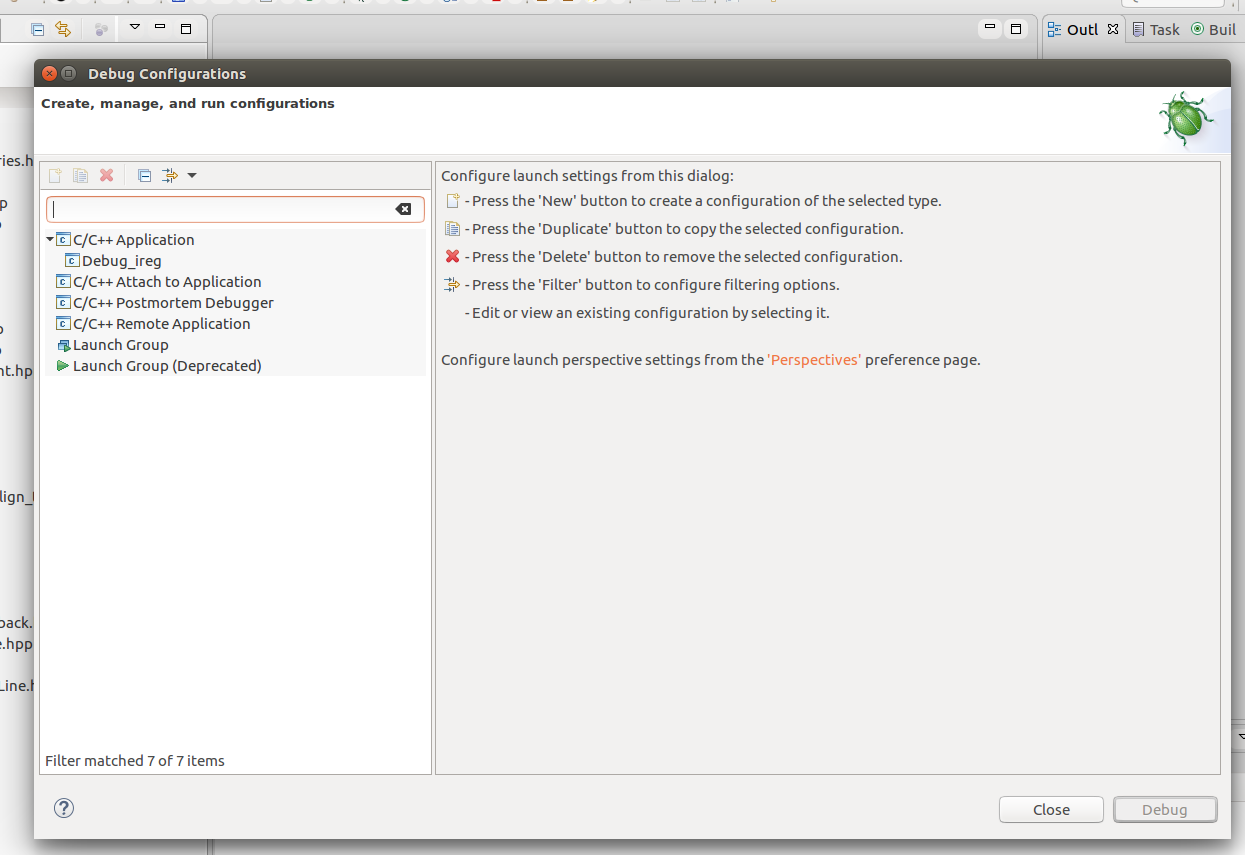 Outl
Task
Buil
Debug Configurations
Create, manage, and run configurations
Configure launch settings from this dialog:
- Press the 'New' button to create a configuration of the selected type.
- Press the 'Duplicate' button to copy the selected configuration.
- Press the 'Delete' button to remove the selected configuration.
- Press the 'Filter' button to configure filtering options.
- Edit or view an existing configuration by selecting it.
Configure launch perspective settings from the 'Perspectives' preference page.
C/C++ Application
Debug_ireg
C/C++ Attach to Application
C/C++ Postmortem Debugger
C/C++ Remote Application
Launch Group
Launch Group (Deprecated)
Filter matched 7 of 7 items
Close
Debug
ries.h
nt.hp
lign_t
back.
e.hpp
Line.h